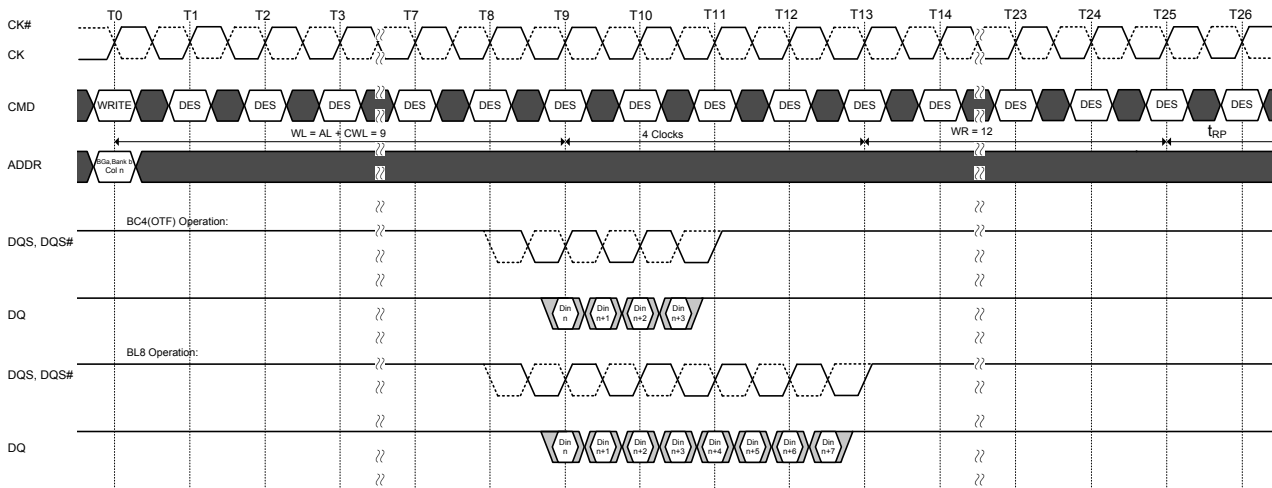 T0 T1 T2 T3 T7 T8 T9 T10 T11 T12 T13 T14 T23 T24 T25 T26
CK#
CK
CMD WRITE DES DES DES DES DES DES DES DES DES DES DES DES DES DES DES
WL = AL + CWL = 9 4 Clocks WR = 12 tRP
ADDR BGa,Bank b
Col n
BC4(OTF) Operation:
DQS, DQS#
DQ Din n Din n+1 Din n+2 Din n+3
BL8 Operation:
DQS, DQS#
DQ Din n Din n+1 Din n+2 Din n+3 Din n+4 Din n+5 Din n+6 Din n+7